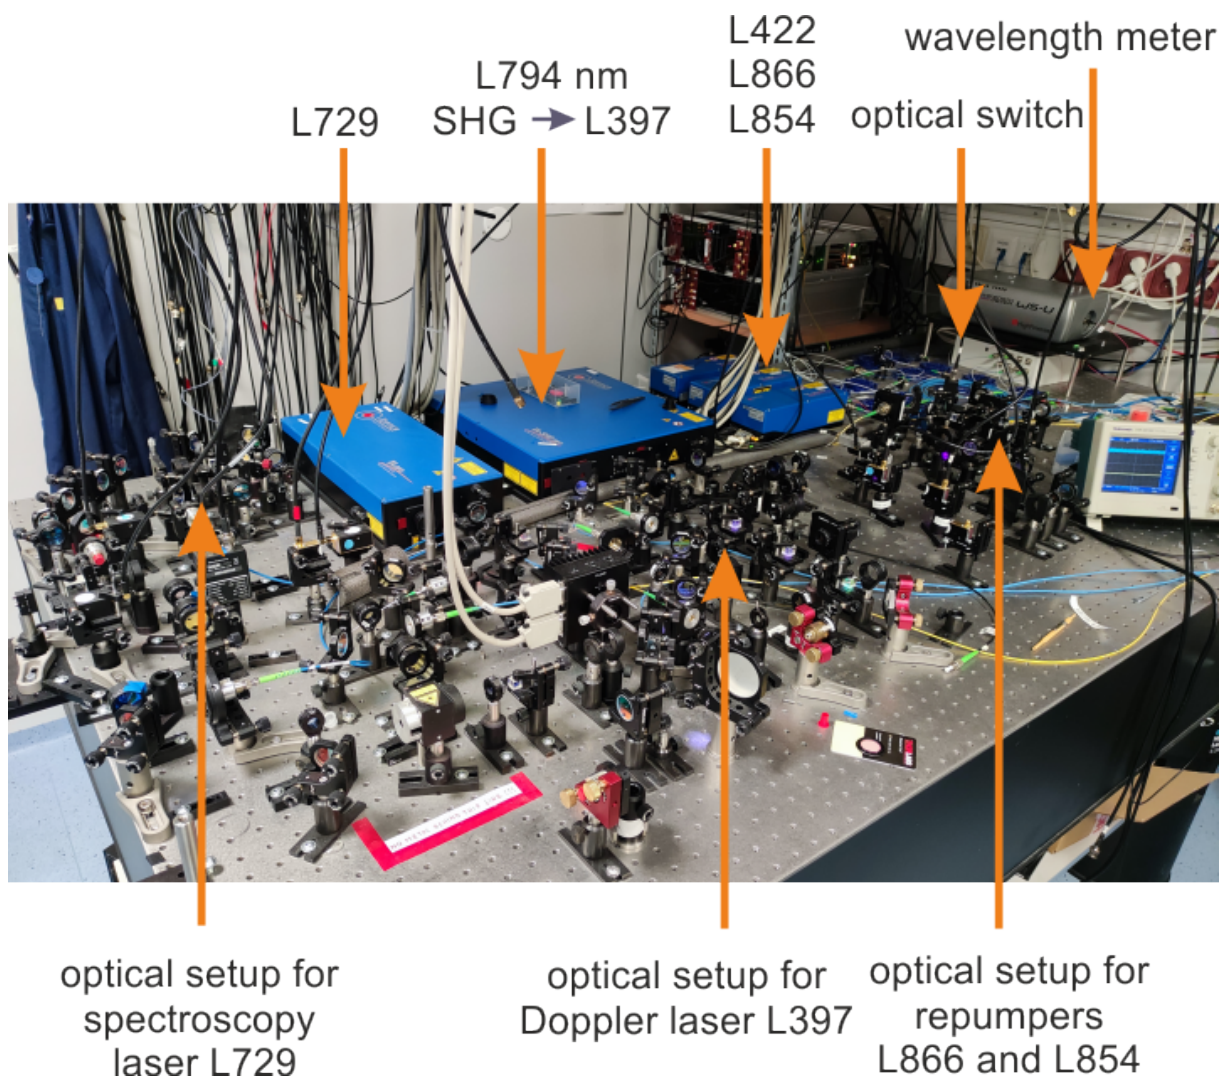 L422
L866
L854
wavelength meter
L794 nm
SHG → L397
L729
optical switch
WS-U
optical setup for
spectroscopy
laser L729
optical setup for
Doppler laser L397
optical setup for
repumpers
L866 and L854